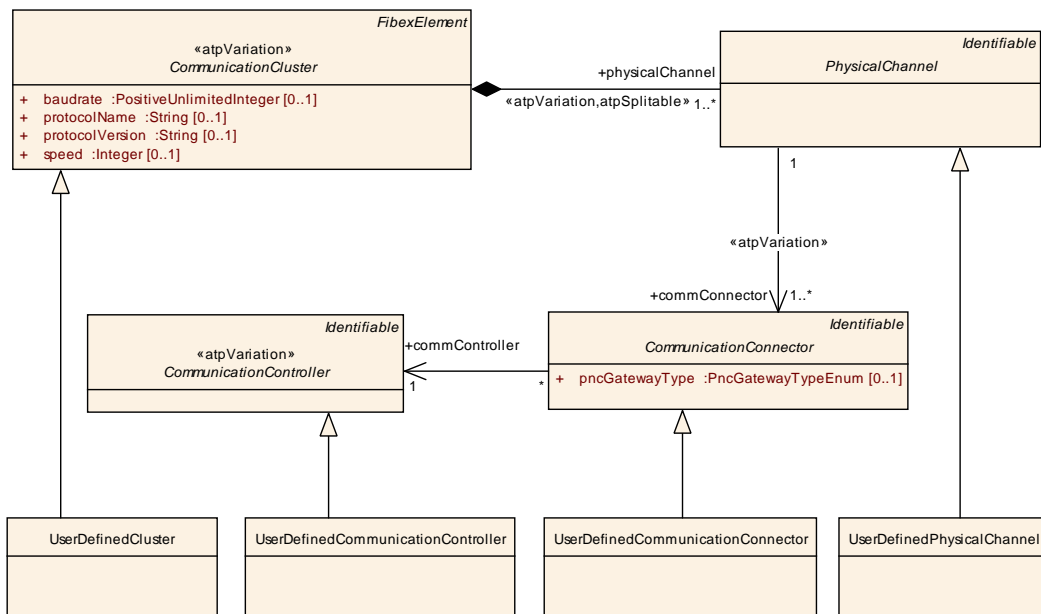 FibexElement
«atpVariation»
CommunicationCluster
+ baudrate :PositiveUnlimitedInteger [0..1]
+ protocolName :String [0..1]
+ protocolVersion :String [0..1]
+ speed :Integer [0..1]
+physicalChannel
«atpVariation,atpSplitable» 1..*
Identifiable
PhysicalChannel
1
«atpVariation»
+commConnector 1..*
Identifiable
«atpVariation»
CommunicationController
+commController
1
*
Identifiable
CommunicationConnector
+ pncGatewayType :PncGatewayTypeEnum [0..1]
UserDefinedCluster
UserDefinedCommunicationController
UserDefinedCommunicationConnector
UserDefinedPhysicalChannel